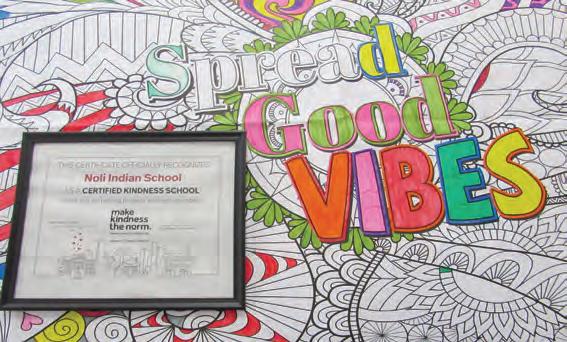 Spread
Good
VIBES
THIS CERTIFICATE OFFICIALLY RECOGNIZES
Noli Indian School
AS A CERTIFIED KINDNESS SCHOOL
make
kindness
the norm.